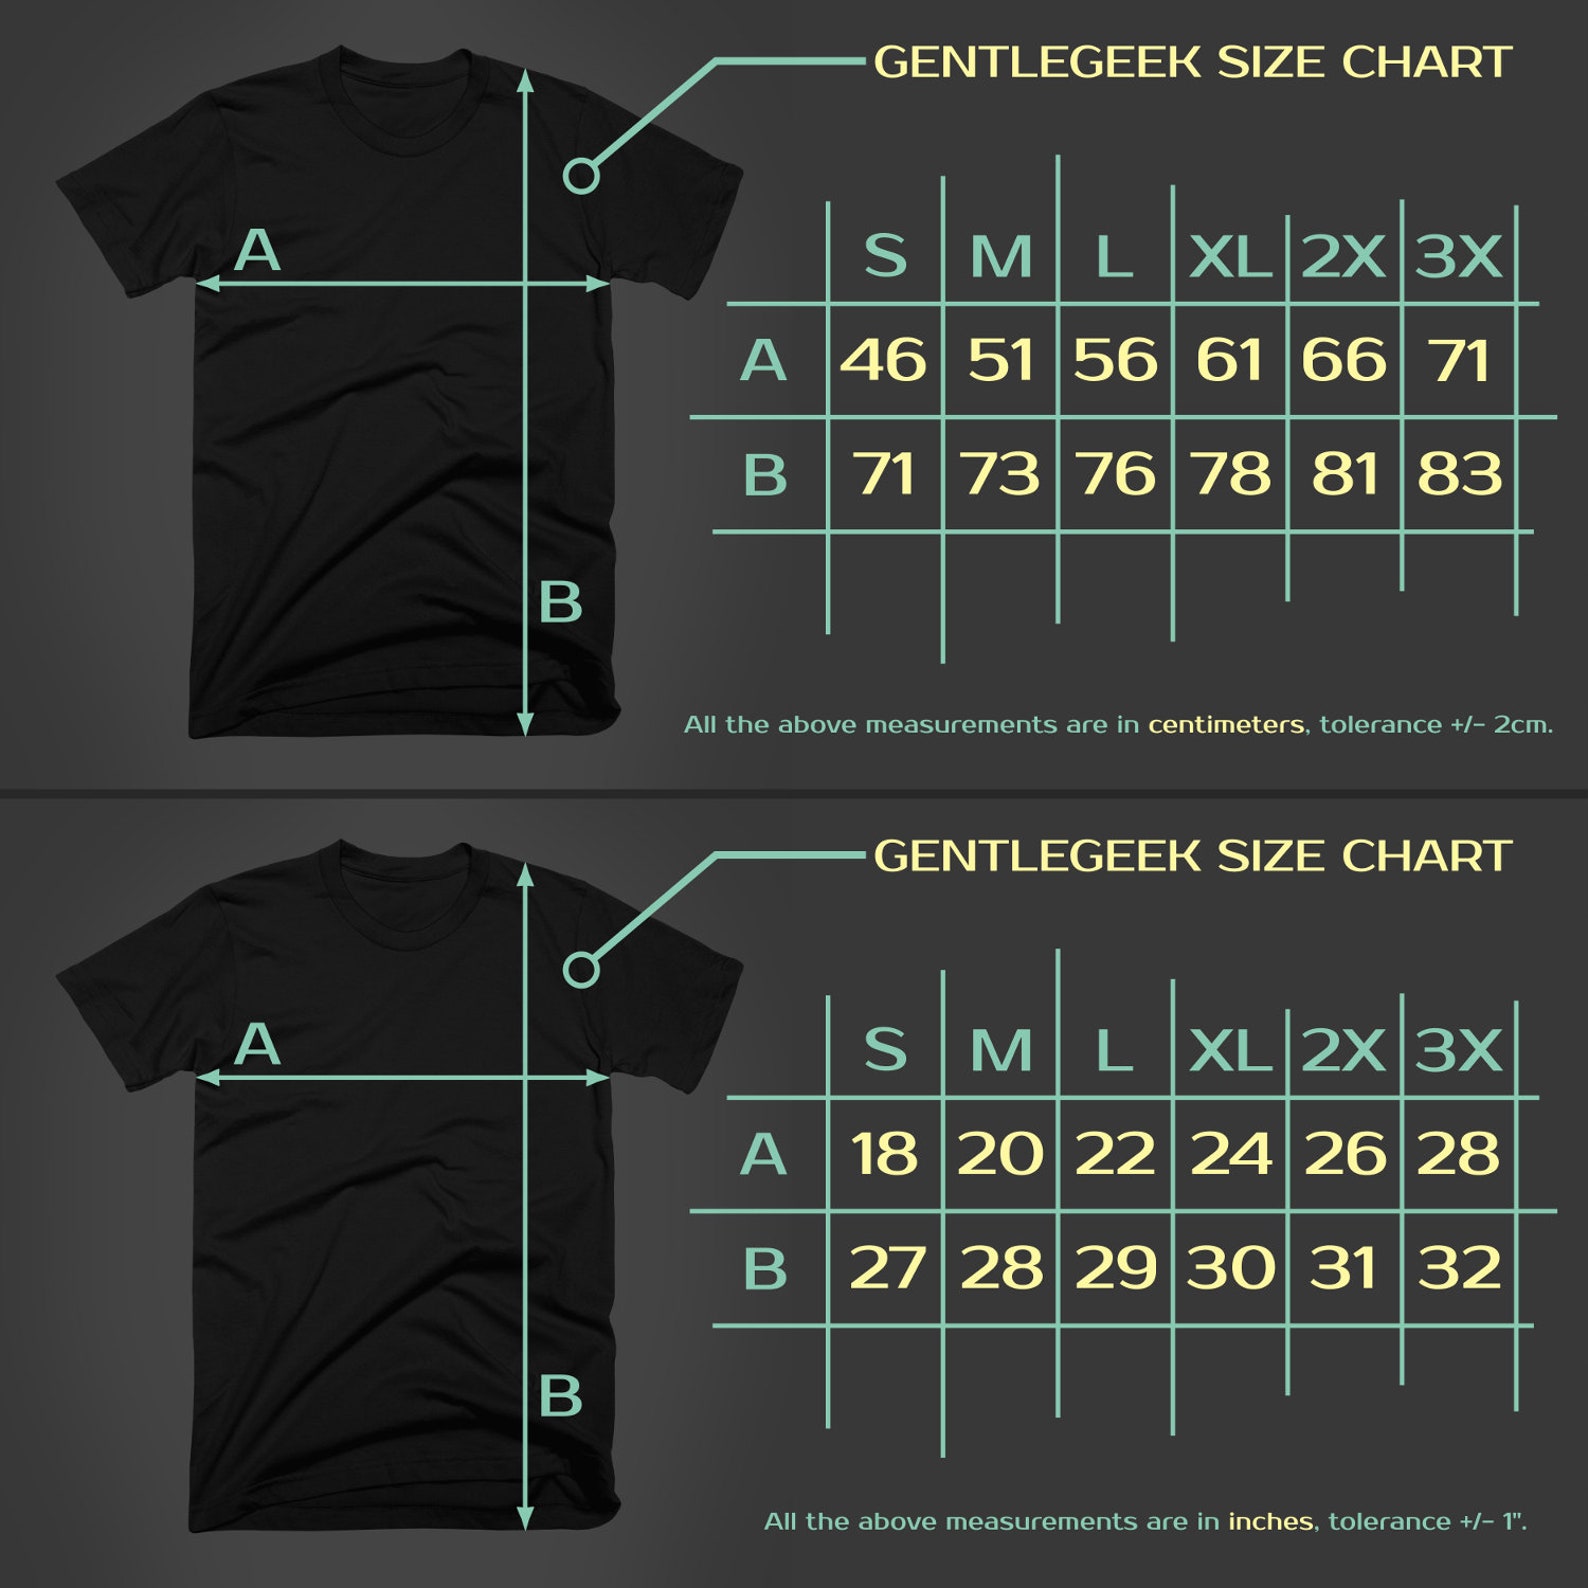 GENTLEGEEK SIZE CHART
A
B
S M L XL 2X 3X
A 46 51 56 61 66 71
B 71 73 76 78 81 83
All the above measurements are in centimeters, tolerance +/- 2cm.
GENTLEGEEK SIZE CHART
A
B
S M L XL 2X 3X
A 18 20 22 24 26 28
B 27 28 29 30 31 32
All the above measurements are in inches, tolerance +/- 1".